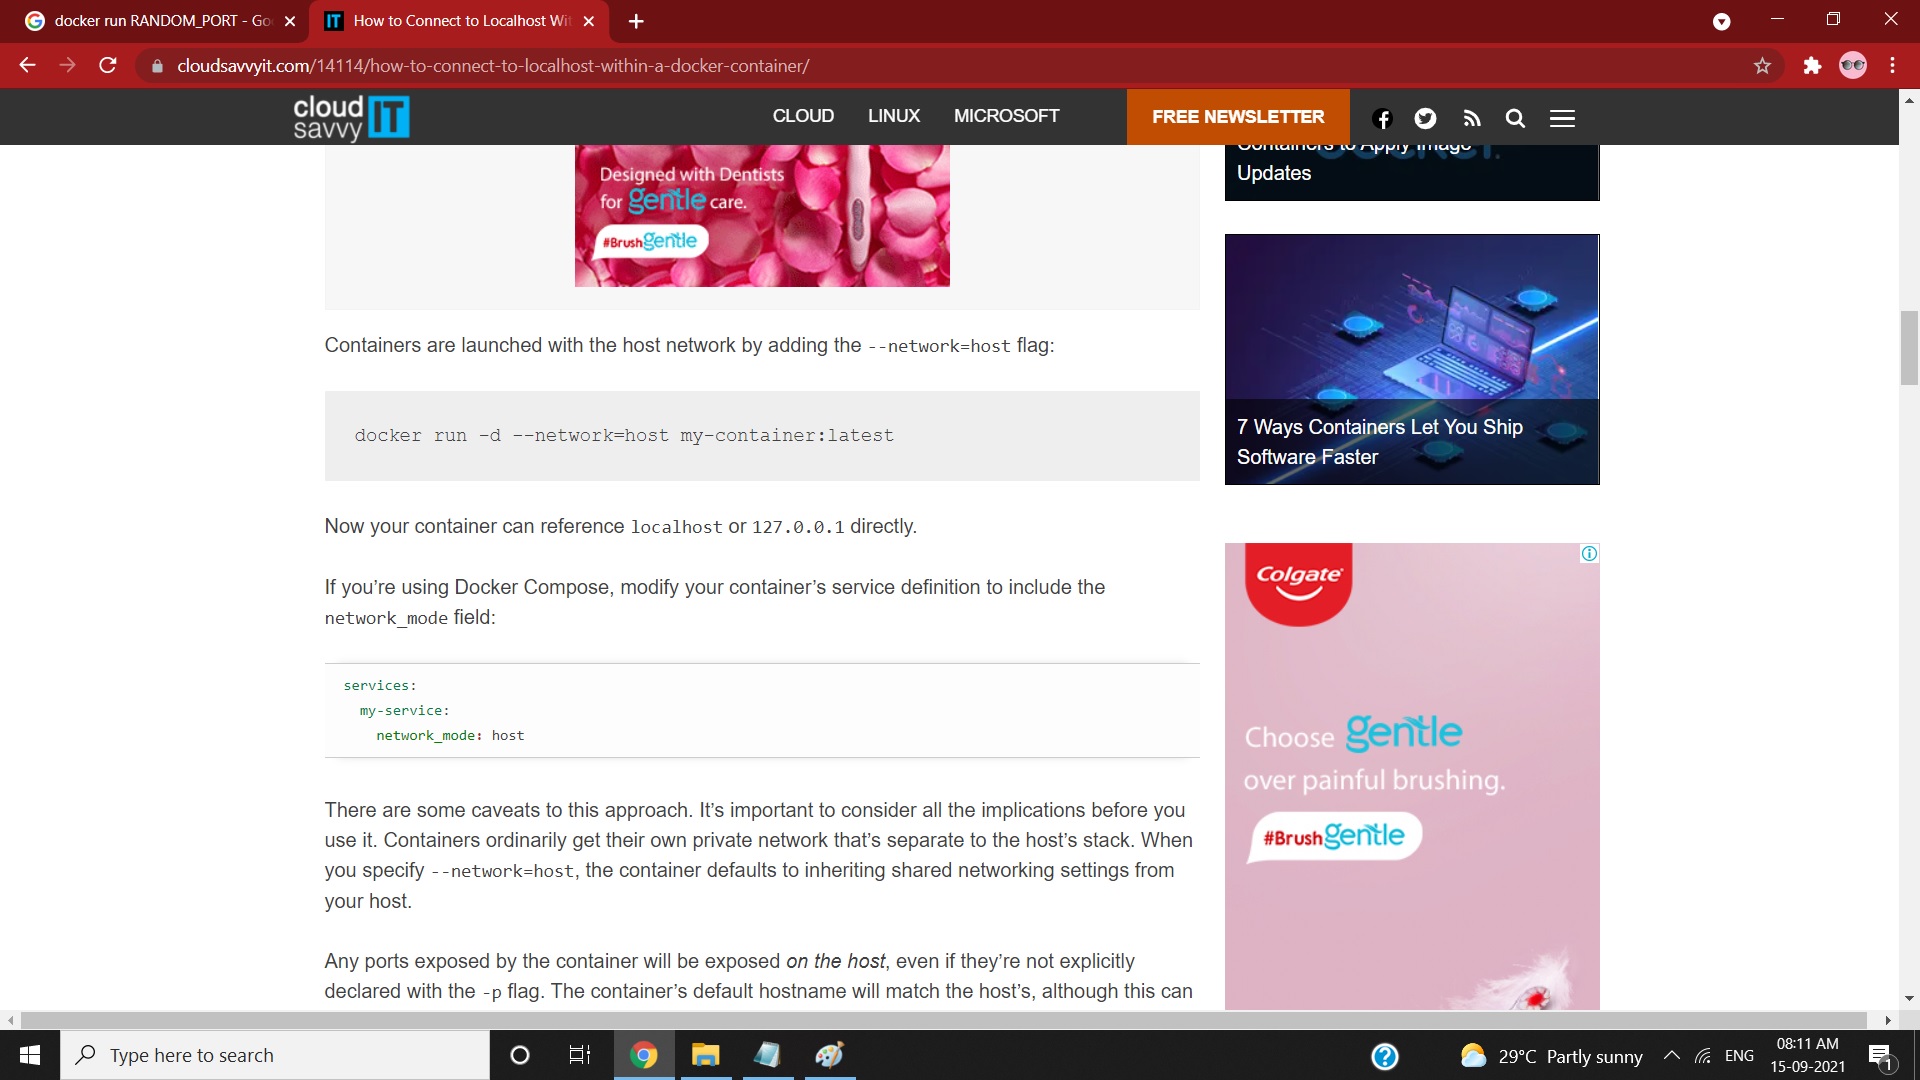 docker run RANDOM_PORT - Go
How to Connect to Localhost Wit
cloudsavvyit.com/14114/how-to-connect-to-localhost-within-a-docker-container/
cloud savvy IT
CLOUD
LINUX
MICROSOFT
FREE NEWSLETTER
Designed with Dentists
for gentle care.
#Brushgentle
Containers to Apply Image
Updates
Containers are launched with the host network by adding the --network=host flag:
docker run -d --network=host my-container:latest
7 Ways Containers Let You Ship
Software Faster
Now your container can reference localhost or 127.0.0.1 directly.
If you’re using Docker Compose, modify your container’s service definition to include the
network_mode field:
services:
my-service:
network_mode: host
There are some caveats to this approach. It’s important to consider all the implications before you
use it. Containers ordinarily get their own private network that’s separate to the host’s stack. When
you specify --network=host, the container defaults to inheriting shared networking settings from
your host.
Any ports exposed by the container will be exposed on the host, even if they’re not explicitly
declared with the -p flag. The container’s default hostname will match the host’s, although this can
Colgate
Choose gentle
over painful brushing.
#Brushgentle
Type here to search
29°C Partly sunny
ENG
08:11 AM
15-09-2021
1